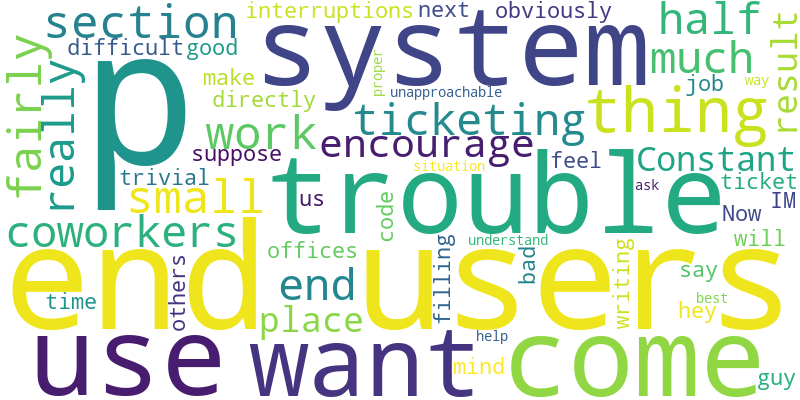 interruptions next obviously
section
system
half
difficult good
p
much
fairly
really
make
proper
unapproachable
job way
result
directly
work
ticketing
thing
suppose
encourage
feel
Constant
trivial
situation
small
us
trouble
ask
ticket
code
Now
IM
coworkers
offices
understand
will
end users
others
filling
bad
writing
say
time
end
place
best
hey
use
want
help
mind
come
guy